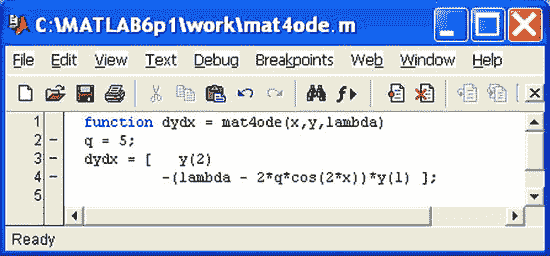 C:\MATLAB6p1\work\mat4ode.m
File Edit View Text Debug Breakpoints Web Window Help
1 function dydx = mat4ode(x,y,lambda)
2 - q = 5;
3 - dydx = [ y(2)
4 - -(lambda - 2*q*cos(2*x))*y(1) ];
5
Ready